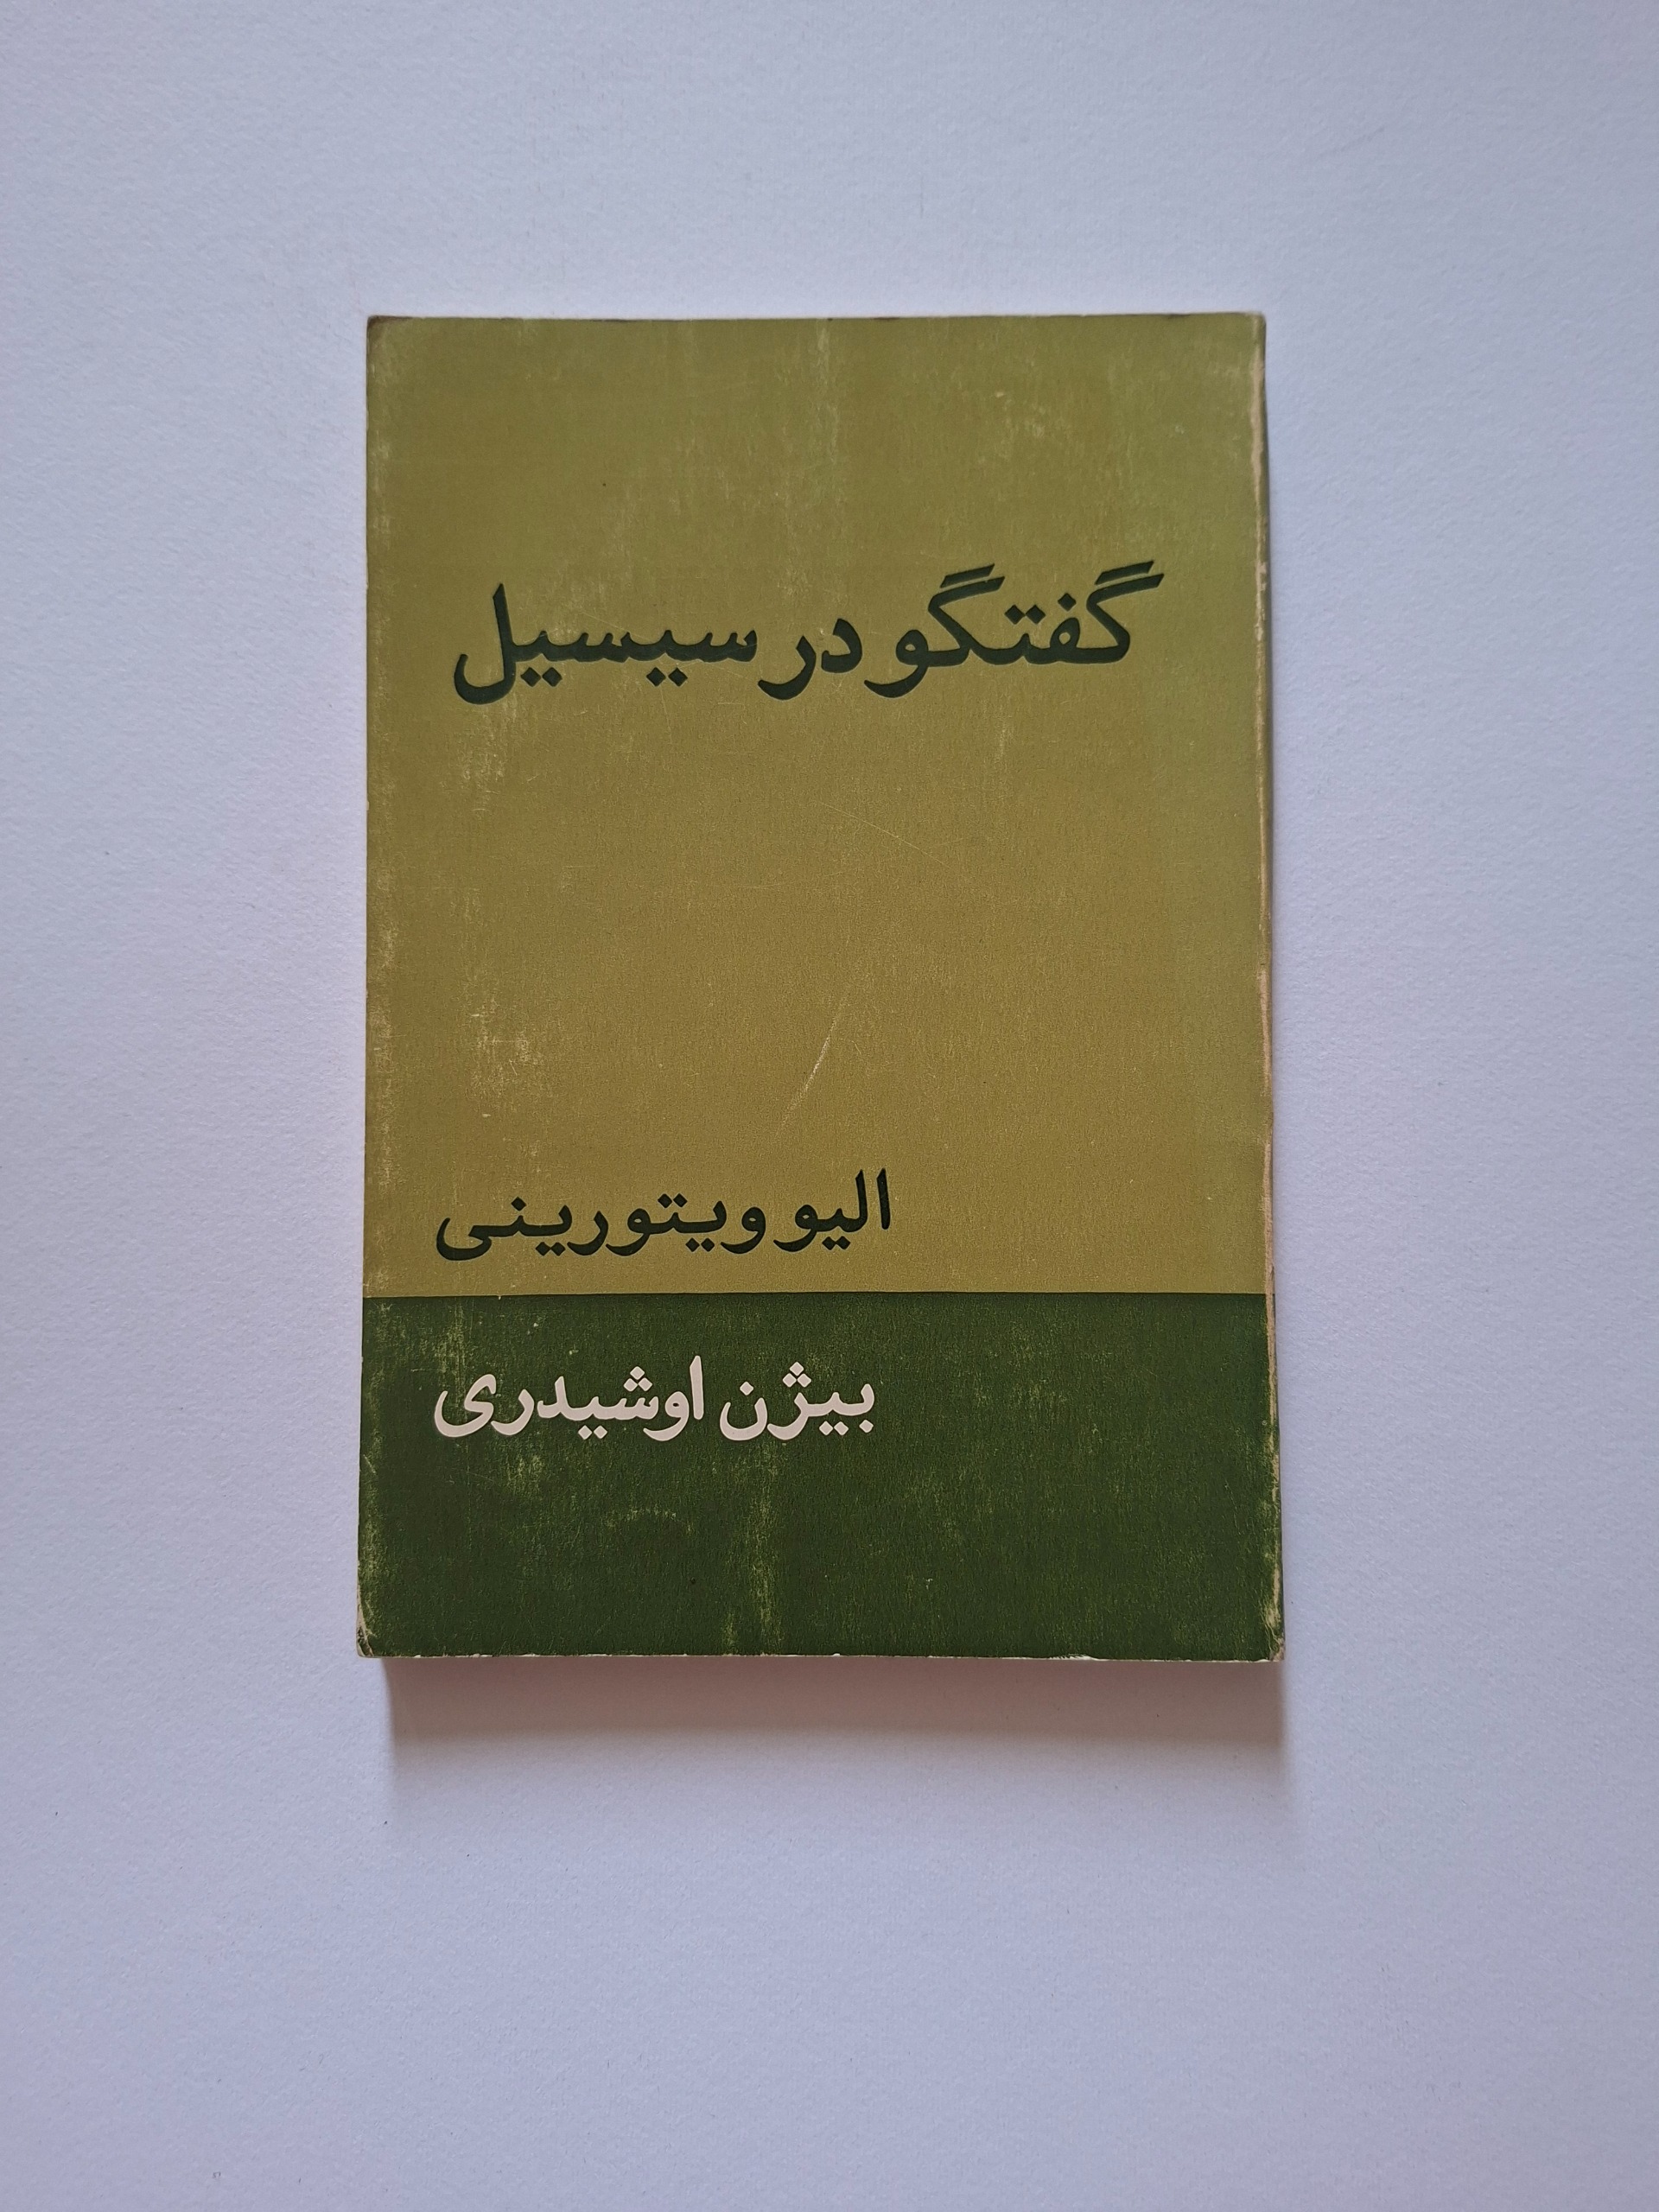 گفتگو در سیسیل
الیو ویتورینی
بیژن اوشیدری